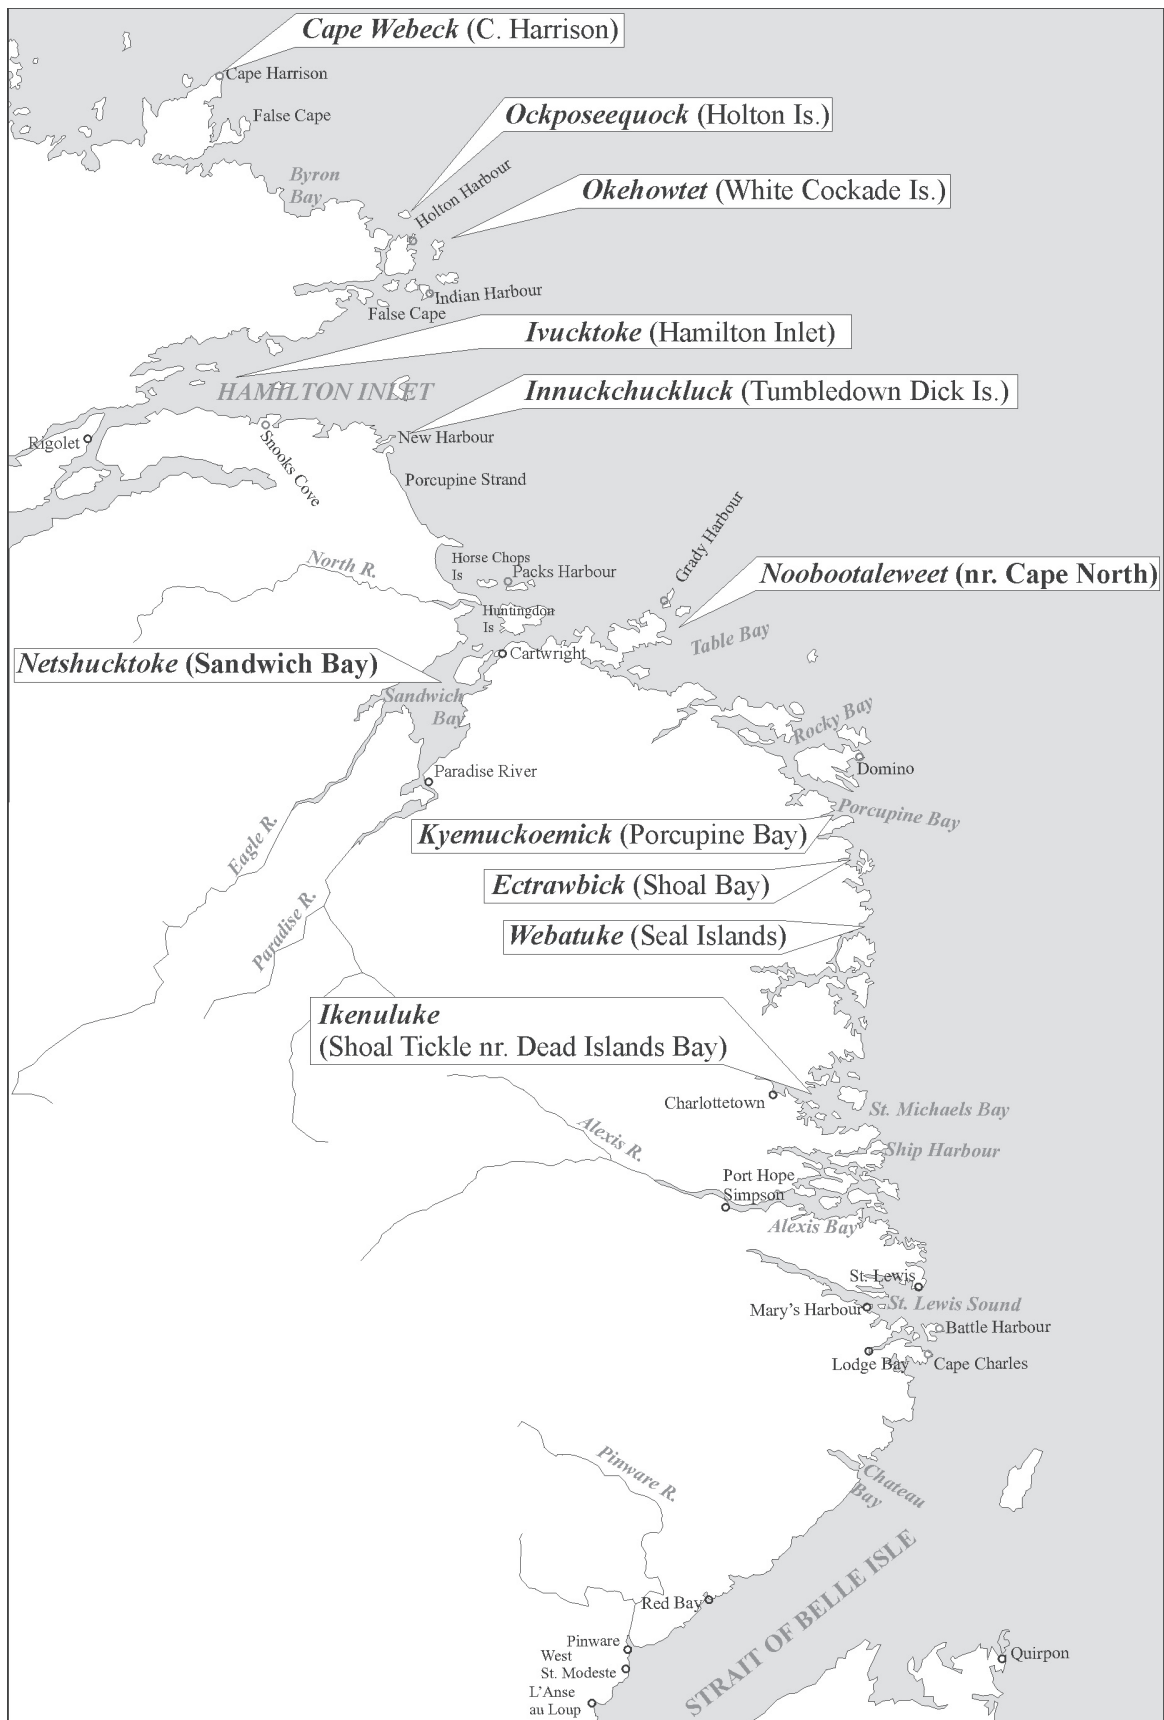 Cape Webeck (C. Harrison)
Cape Harrison
Ockposeequock (Holton Is.)
False Cape
Byron
Bay
Holton Harbour
Okehowtet (White Cockade Is.)
Indian Harbour
False Cape
Ivucktoke (Hamilton Inlet)
HAMILTON INLET
Innuckchuckluck (Tumbledown Dick Is.)
Rigolet
Snooks Cove
New Harbour
Porcupine Strand
Grady Harbour
North R.
Horse Chops
Is
Packs Harbour
Noobootaleweet (nr. Cape North)
Huntingdon
Is
Table Bay
Cartwright
Netshucktoke (Sandwich Bay)
Sandwich
Bay
Rocky Bay
Domino
Paradise River
Porcupine Bay
Eagle R.
Kyemuckoemick (Porcupine Bay)
Ectrawbick (Shoal Bay)
Paradise R.
Webatuke (Seal Islands)
Ikenuluke
(Shoal Tickle nr. Dead Islands Bay)
Charlottetown
St. Michaels Bay
Alexis R.
Ship Harbour
Port Hope
Simpson
Alexis Bay
St. Lewis
Mary's Harbour
St. Lewis Sound
Battle Harbour
Lodge Bay
Cape Charles
Pinware R.
Chateau
Bay
STRAIT OF BELLE ISLE
Red Bay
Pinware
West
St. Modeste
Quirpon
L'Anse
au Loup